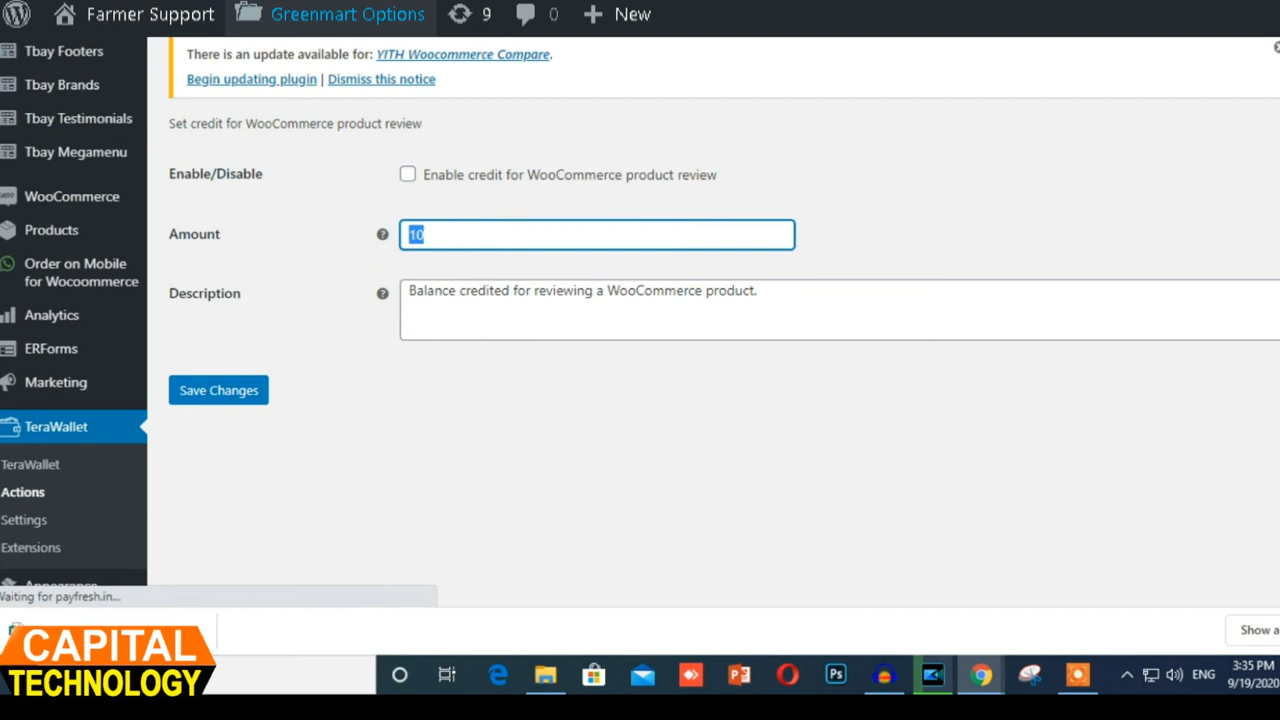 Farmer Support
Greenmart Options
9
0
New
Tbay Footers
Tbay Brands
Tbay Testimonials
Tbay Megamenu
WooCommerce
Products
Order on Mobile
for Wocoommerce
Analytics
ERForms
Marketing
TeraWallet
TeraWallet
Actions
Settings
Extensions
Appearance
There is an update available for: YITH Woocommerce Compare.
Begin updating plugin | Dismiss this notice
Set credit for WooCommerce product review
Enable/Disable
Enable credit for WooCommerce product review
Amount
10
Description
Balance credited for reviewing a WooCommerce product.
Save Changes
Waiting for payfresh.in...
Show a
CAPITAL
TECHNOLOGY
Ps
ENG
3:35 PM
9/19/2020